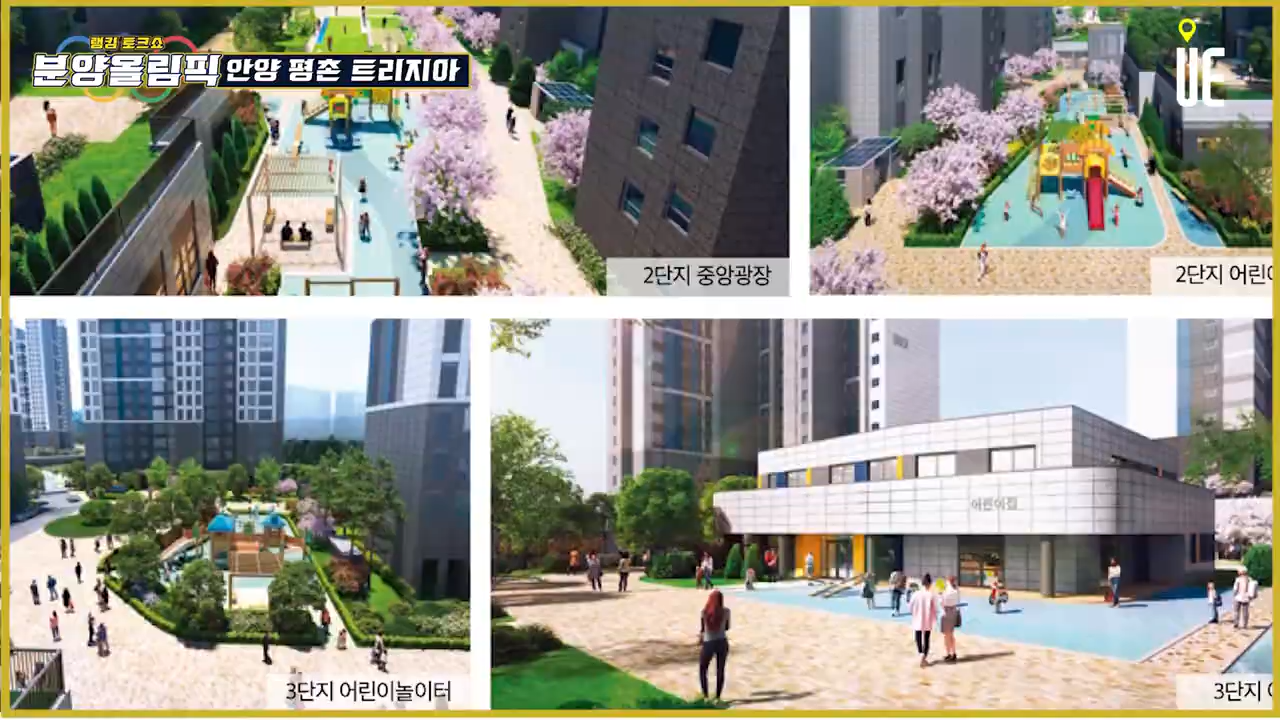 랭킹 토크쇼
분양올림픽 안양 평촌 트리지아
UE
2단지 중앙광장
2단지 어린
어린이집
3단지 어린이놀이터
3단지